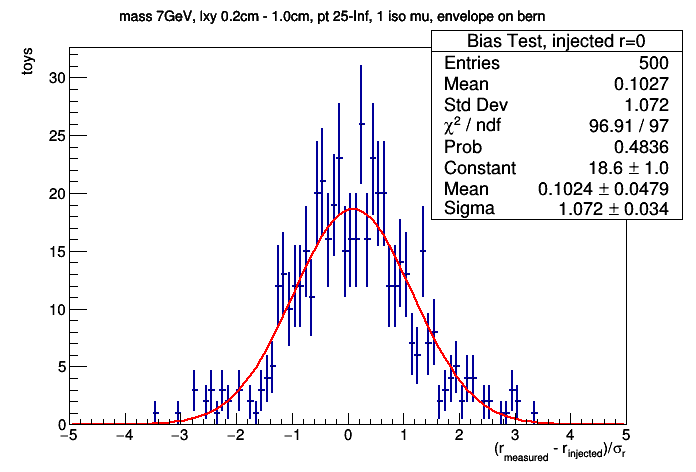 mass 7GeV, lxy 0.2cm - 1.0cm, pt 25-Inf, 1 iso mu, envelope on bern
Bias Test, injected r=0
Entries 500
Mean 0.1027
Std Dev 1.072
χ² / ndf 96.91 / 97
Prob 0.4836
Constant 18.6 ± 1.0
Mean 0.1024 ± 0.0479
Sigma 1.072 ± 0.034
toys
30
25
20
15
10
5
0
−5 −4 −3 −2 −1 0 1 2 3 4 5
(r_measured - r_injected)/σ_r